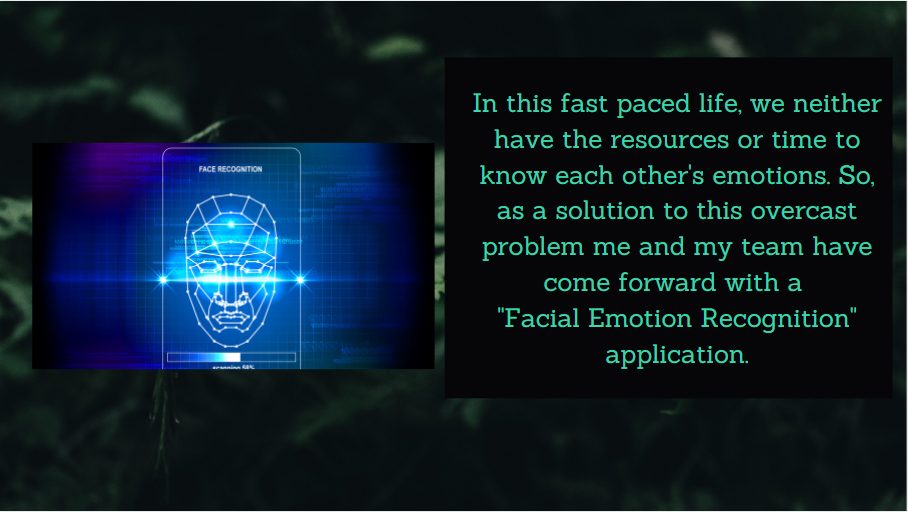 FACE RECOGNITION
In this fast paced life, we neither
have the resources or time to
know each other's emotions. So,
as a solution to this overcast
problem me and my team have
come forward with a
"Facial Emotion Recognition"
application.